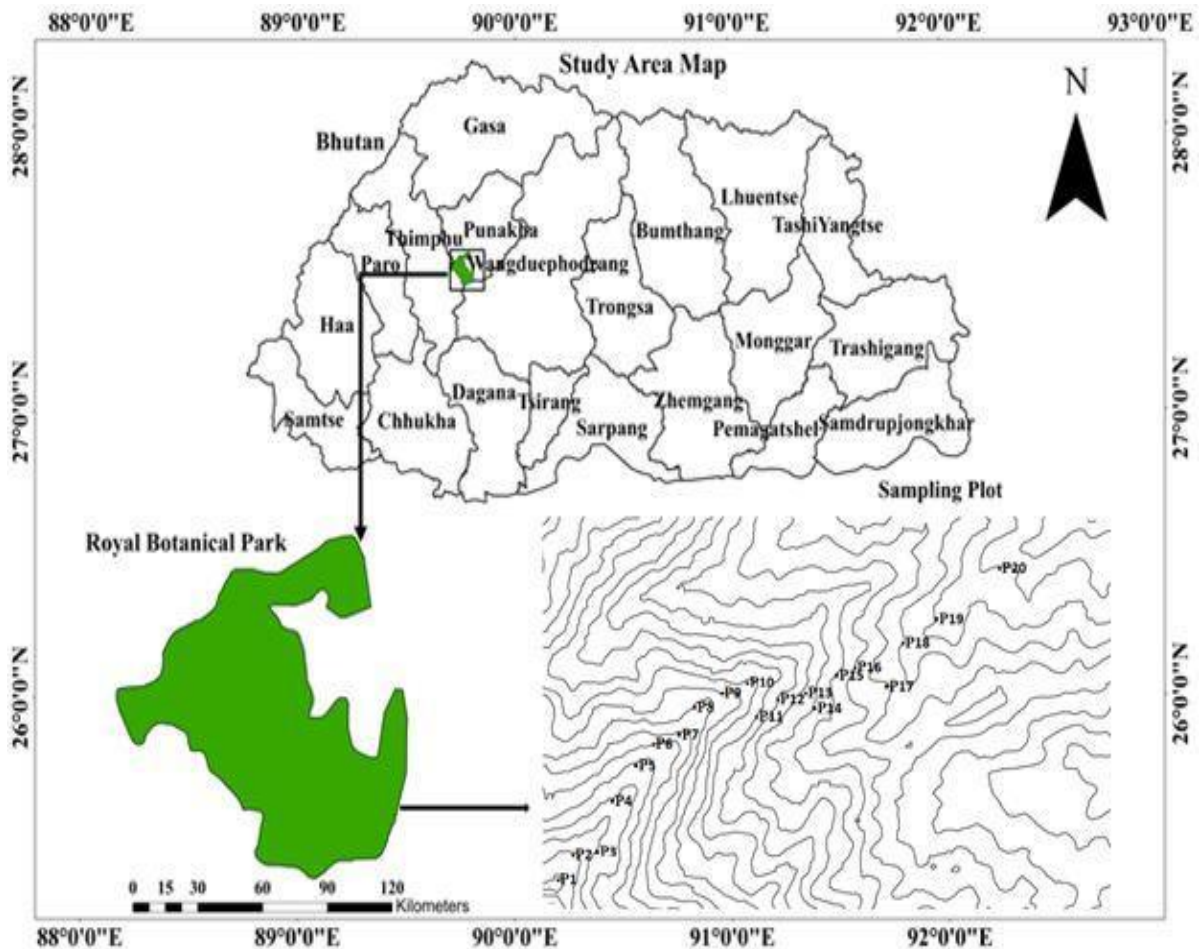 88°0'0"E 89°0'0"E 90°0'0"E 91°0'0"E 92°0'0"E 93°0'0"E
Study Area Map
N
28°0'0"N
28°0'0"N
Gasa
Bhutan
Lhuentse
TashiYangtse
Thimphu
Punakha
Bumthang
Paro
Wangduephodrang
Trongsa
Haa
Monggar
Trashigang
27°0'0"N
27°0'0"N
Samtse
Chhukha
Dagana
Tsirang
Sarpang
Zhemgang
Pemagatshel
Samdrupjongkhar
Sampling Plot
Royal Botanical Park
P20
P19
P18
P16
P15
P17
P10
P9
P13
P12
P14
P8
P11
P7
P6
P5
P4
P2
P3
P1
26°0'0"N
26°0'0"N
0 15 30 60 90 120
Kilometers
88°0'0"E 89°0'0"E 90°0'0"E 91°0'0"E 92°0'0"E